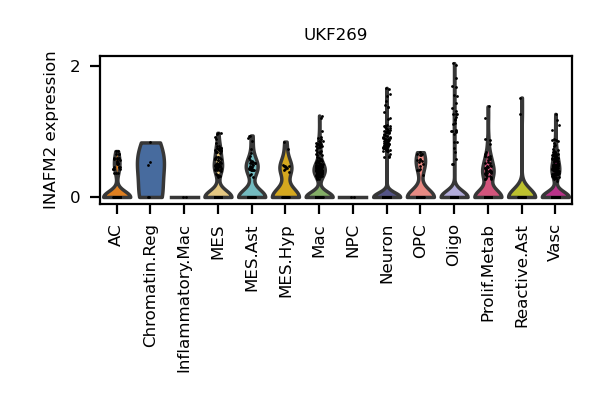 UKF269
INAFM2 expression
2
0
AC
Chromatin.Reg
Inflammatory.Mac
MES
MES.Ast
MES.Hyp
Mac
NPC
Neuron
OPC
Oligo
Prolif.Metab
Reactive.Ast
Vasc